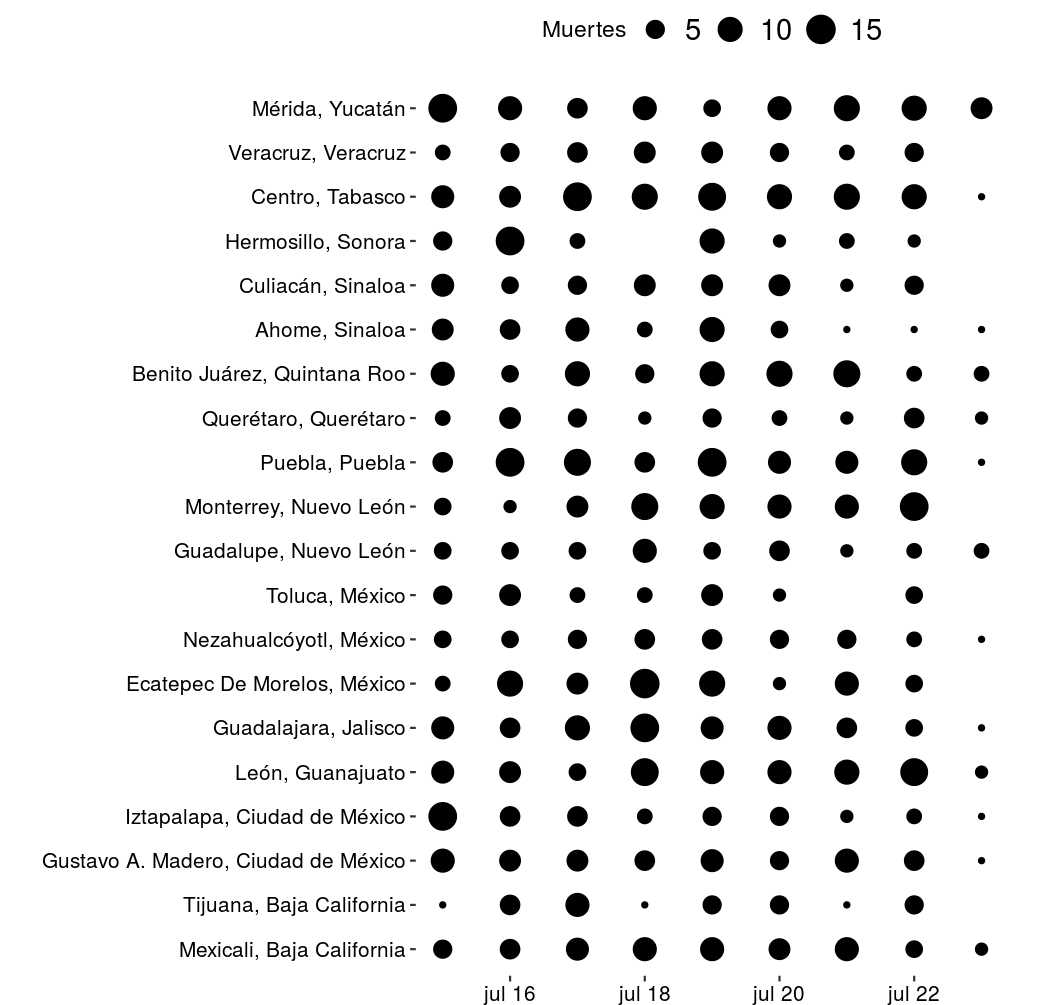 Muertes 5 10 15
Mérida, Yucatán
Veracruz, Veracruz
Centro, Tabasco
Hermosillo, Sonora
Culiacán, Sinaloa
Ahome, Sinaloa
Benito Juárez, Quintana Roo
Querétaro, Querétaro
Puebla, Puebla
Monterrey, Nuevo León
Guadalupe, Nuevo León
Toluca, México
Nezahualcóyotl, México
Ecatepec De Morelos, México
Guadalajara, Jalisco
León, Guanajuato
Iztapalapa, Ciudad de México
Gustavo A. Madero, Ciudad de México
Tijuana, Baja California
Mexicali, Baja California
jul 16 jul 18 jul 20 jul 22